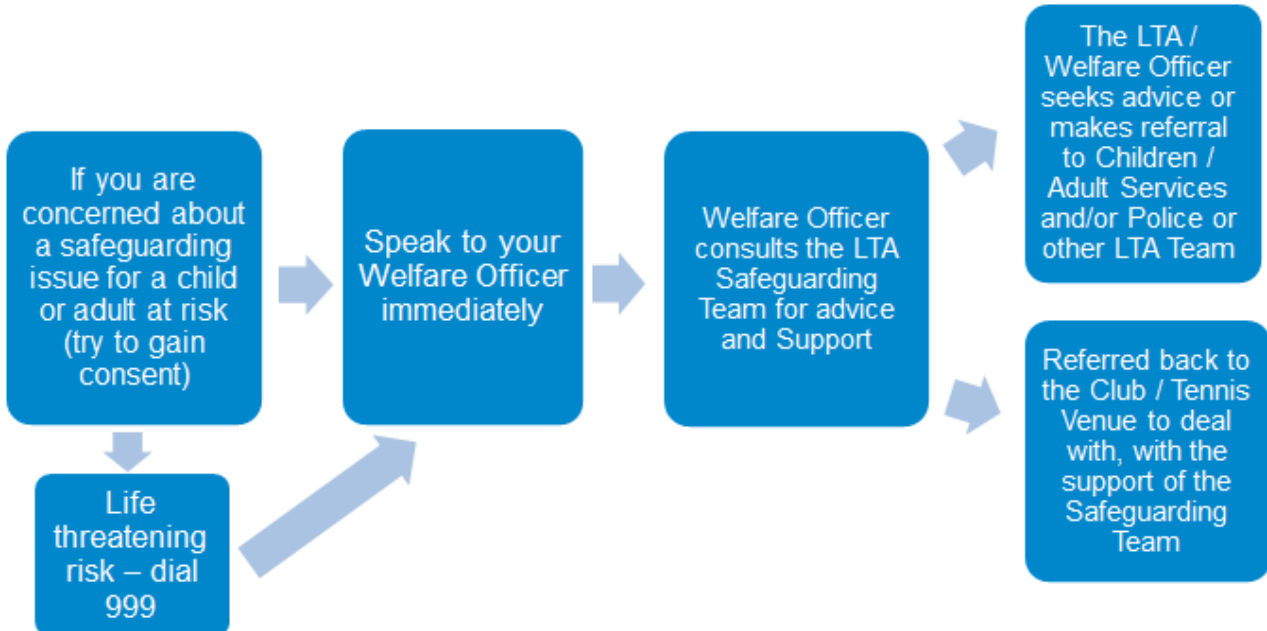 If you are
concerned about
a safeguarding
issue for a child
or adult at risk
(try to gain
consent)
Life
threatening
risk – dial
999
Speak to your
Welfare Officer
immediately
Welfare Officer
consults the LTA
Safeguarding
Team for advice
and Support
The LTA /
Welfare Officer
seeks advice or
makes referral
to Children /
Adult Services
and/or Police or
other LTA Team
Referred back to
the Club / Tennis
Venue to deal
with, with the
support of the
Safeguarding
Team